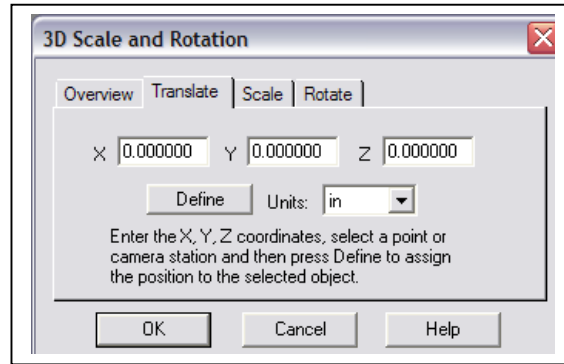 3D Scale and Rotation
Overview Translate Scale Rotate
X 0.000000 Y 0.000000 Z 0.000000
Define Units: in
Enter the X, Y, Z coordinates, select a point or
camera station and then press Define to assign
the position to the selected object.
OK Cancel Help